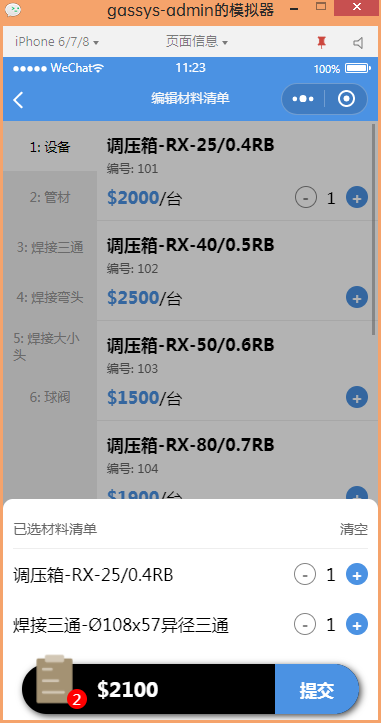 gassys-admin的模拟器
iPhone 6/7/8
页面信息
WeChat
11:23
100%
编辑材料清单
1: 设备
2: 管材
3: 焊接三通
4: 焊接弯头
5: 焊接大小
头
6: 球阀
调压箱-RX-25/0.4RB
编号: 101
$2000/台
- 1 +
调压箱-RX-40/0.5RB
编号: 102
$2500/台
+
调压箱-RX-50/0.6RB
编号: 103
$1500/台
+
调压箱-RX-80/0.7RB
编号: 104
$1900/台
+
已选材料清单
清空
调压箱-RX-25/0.4RB
- 1 +
焊接三通-Ø108x57异径三通
- 1 +
2
$2100
提交